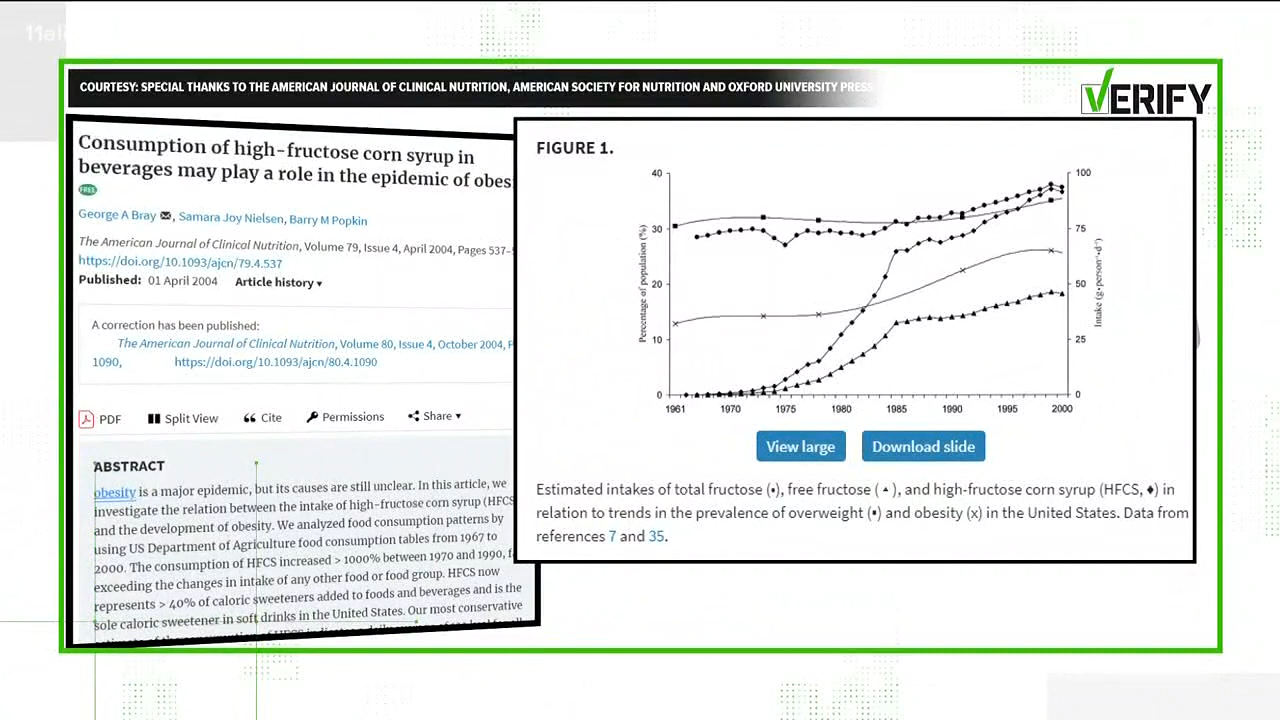 11al
COURTESY: SPECIAL THANKS TO THE AMERICAN JOURNAL OF CLINICAL NUTRITION, AMERICAN SOCIETY FOR NUTRITION AND OXFORD UNIVERSITY PRESS
VERIFY
Consumption of high-fructose corn syrup in
beverages may play a role in the epidemic of obes
FREE
George A Bray, Samara Joy Nielsen, Barry M Popkin
The American Journal of Clinical Nutrition, Volume 79, Issue 4, April 2004, Pages 537-
https://doi.org/10.1093/ajcn/79.4.537
Published: 01 April 2004 Article history
A correction has been published:
The American Journal of Clinical Nutrition, Volume 80, Issue 4, October 2004, P
1090, https://doi.org/10.1093/ajcn/80.4.1090
PDF Split View Cite Permissions Share
ABSTRACT
obesity is a major epidemic, but its causes are still unclear. In this article, we
investigate the relation between the intake of high-fructose corn syrup (HFCS
and the development of obesity. We analyzed food consumption patterns by
using US Department of Agriculture food consumption tables from 1967 to
2000. The consumption of HFCS increased > 1000% between 1970 and 1990, f
exceeding the changes in intake of any other food or food group. HFCS now
represents > 40% of caloric sweeteners added to foods and beverages and is the
sole caloric sweetener in soft drinks in the United States. Our most conservative
FIGURE 1.
40
30
20
10
0
Percentage of population (%)
100
75
50
25
0
Intake (g•person⁻¹•d⁻¹)
1961 1970 1975 1980 1985 1990 1995 2000
View large Download slide
Estimated intakes of total fructose (•), free fructose (▲), and high-fructose corn syrup (HFCS, ♦) in
relation to trends in the prevalence of overweight (▪) and obesity (x) in the United States. Data from
references 7 and 35.